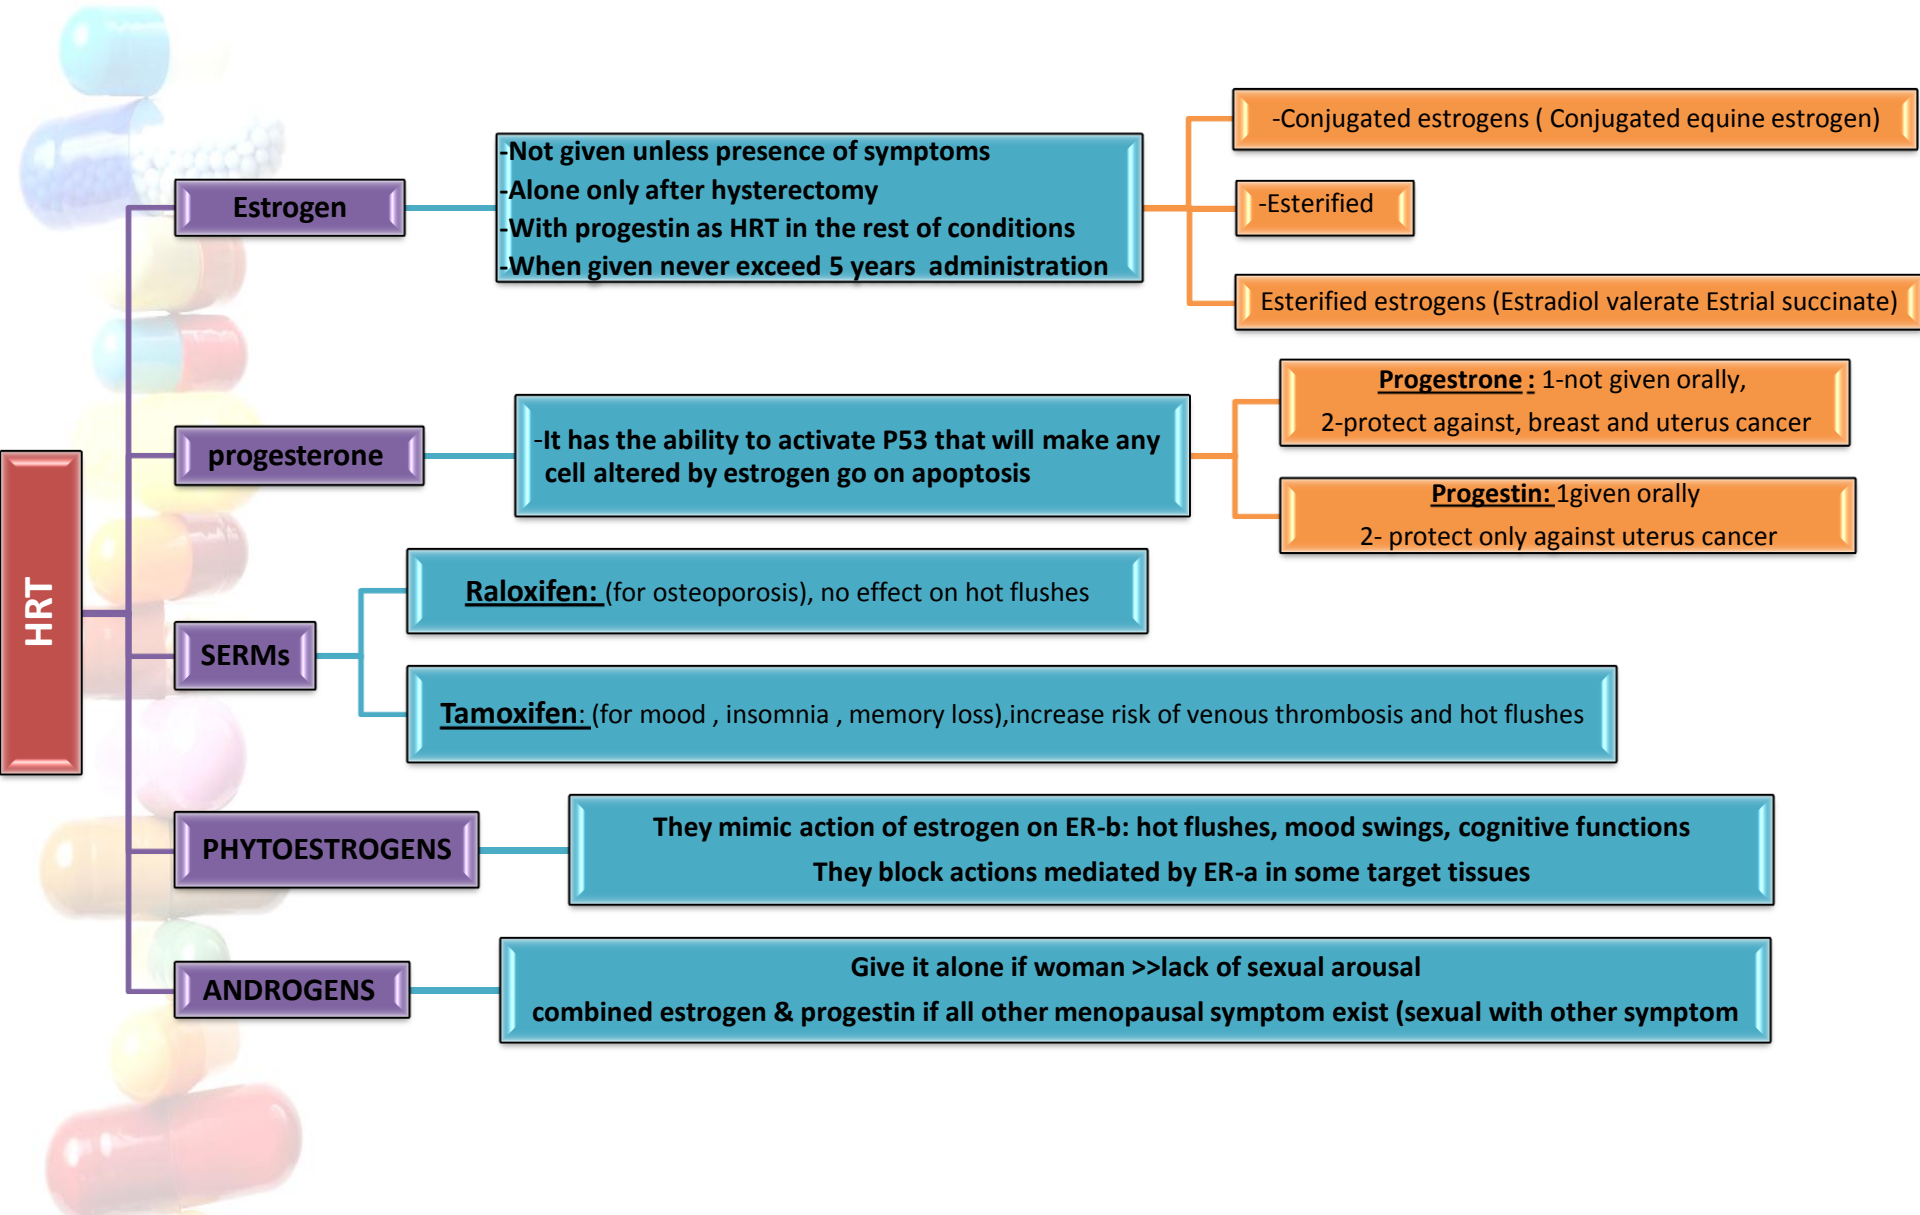 HRT
Estrogen
-Not given unless presence of symptoms
-Alone only after hysterectomy
-With progestin as HRT in the rest of conditions
-When given never exceed 5 years administration
-Conjugated estrogens ( Conjugated equine estrogen)
-Esterified
Esterified estrogens (Estradiol valerate Estrial succinate)
progesterone
-It has the ability to activate P53 that will make any
cell altered by estrogen go on apoptosis
Progestrone : 1-not given orally,
2-protect against, breast and uterus cancer
Progestin: 1given orally
2- protect only against uterus cancer
SERMs
Raloxifen: (for osteoporosis), no effect on hot flushes
Tamoxifen: (for mood , insomnia , memory loss),increase risk of venous thrombosis and hot flushes
PHYTOESTROGENS
They mimic action of estrogen on ER-b: hot flushes, mood swings, cognitive functions
They block actions mediated by ER-a in some target tissues
ANDROGENS
Give it alone if woman >>lack of sexual arousal
combined estrogen & progestin if all other menopausal symptom exist (sexual with other symptom